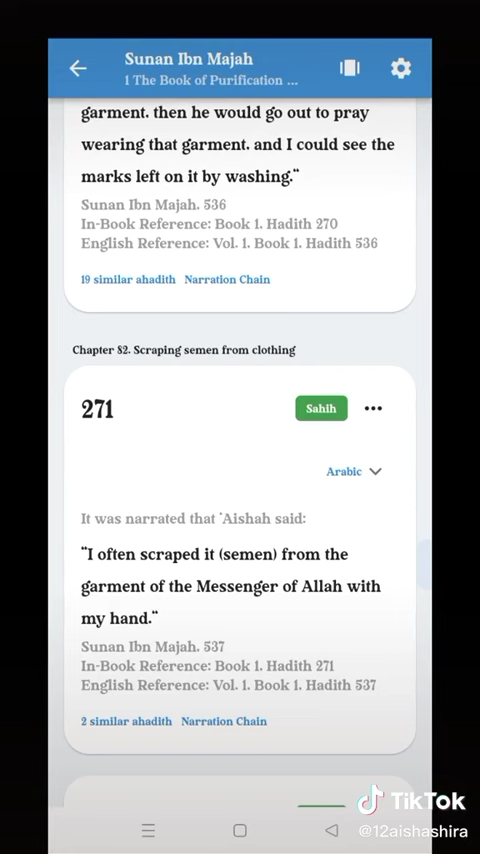 Sunan Ibn Majah
1 The Book of Purification ...
garment. then he would go out to pray
wearing that garment. and I could see the
marks left on it by washing."
Sunan Ibn Majah. 536
In-Book Reference: Book 1. Hadith 270
English Reference: Vol. 1. Book 1. Hadith 536
19 similar ahadith Narration Chain
Chapter 82. Scraping semen from clothing
271
Sahih
Arabic
It was narrated that 'Aishah said:
"I often scraped it (semen) from the
garment of the Messenger of Allah with
my hand."
Sunan Ibn Majah. 537
In-Book Reference: Book 1. Hadith 271
English Reference: Vol. 1. Book 1. Hadith 537
2 similar ahadith Narration Chain
TikTok
@12aishashira